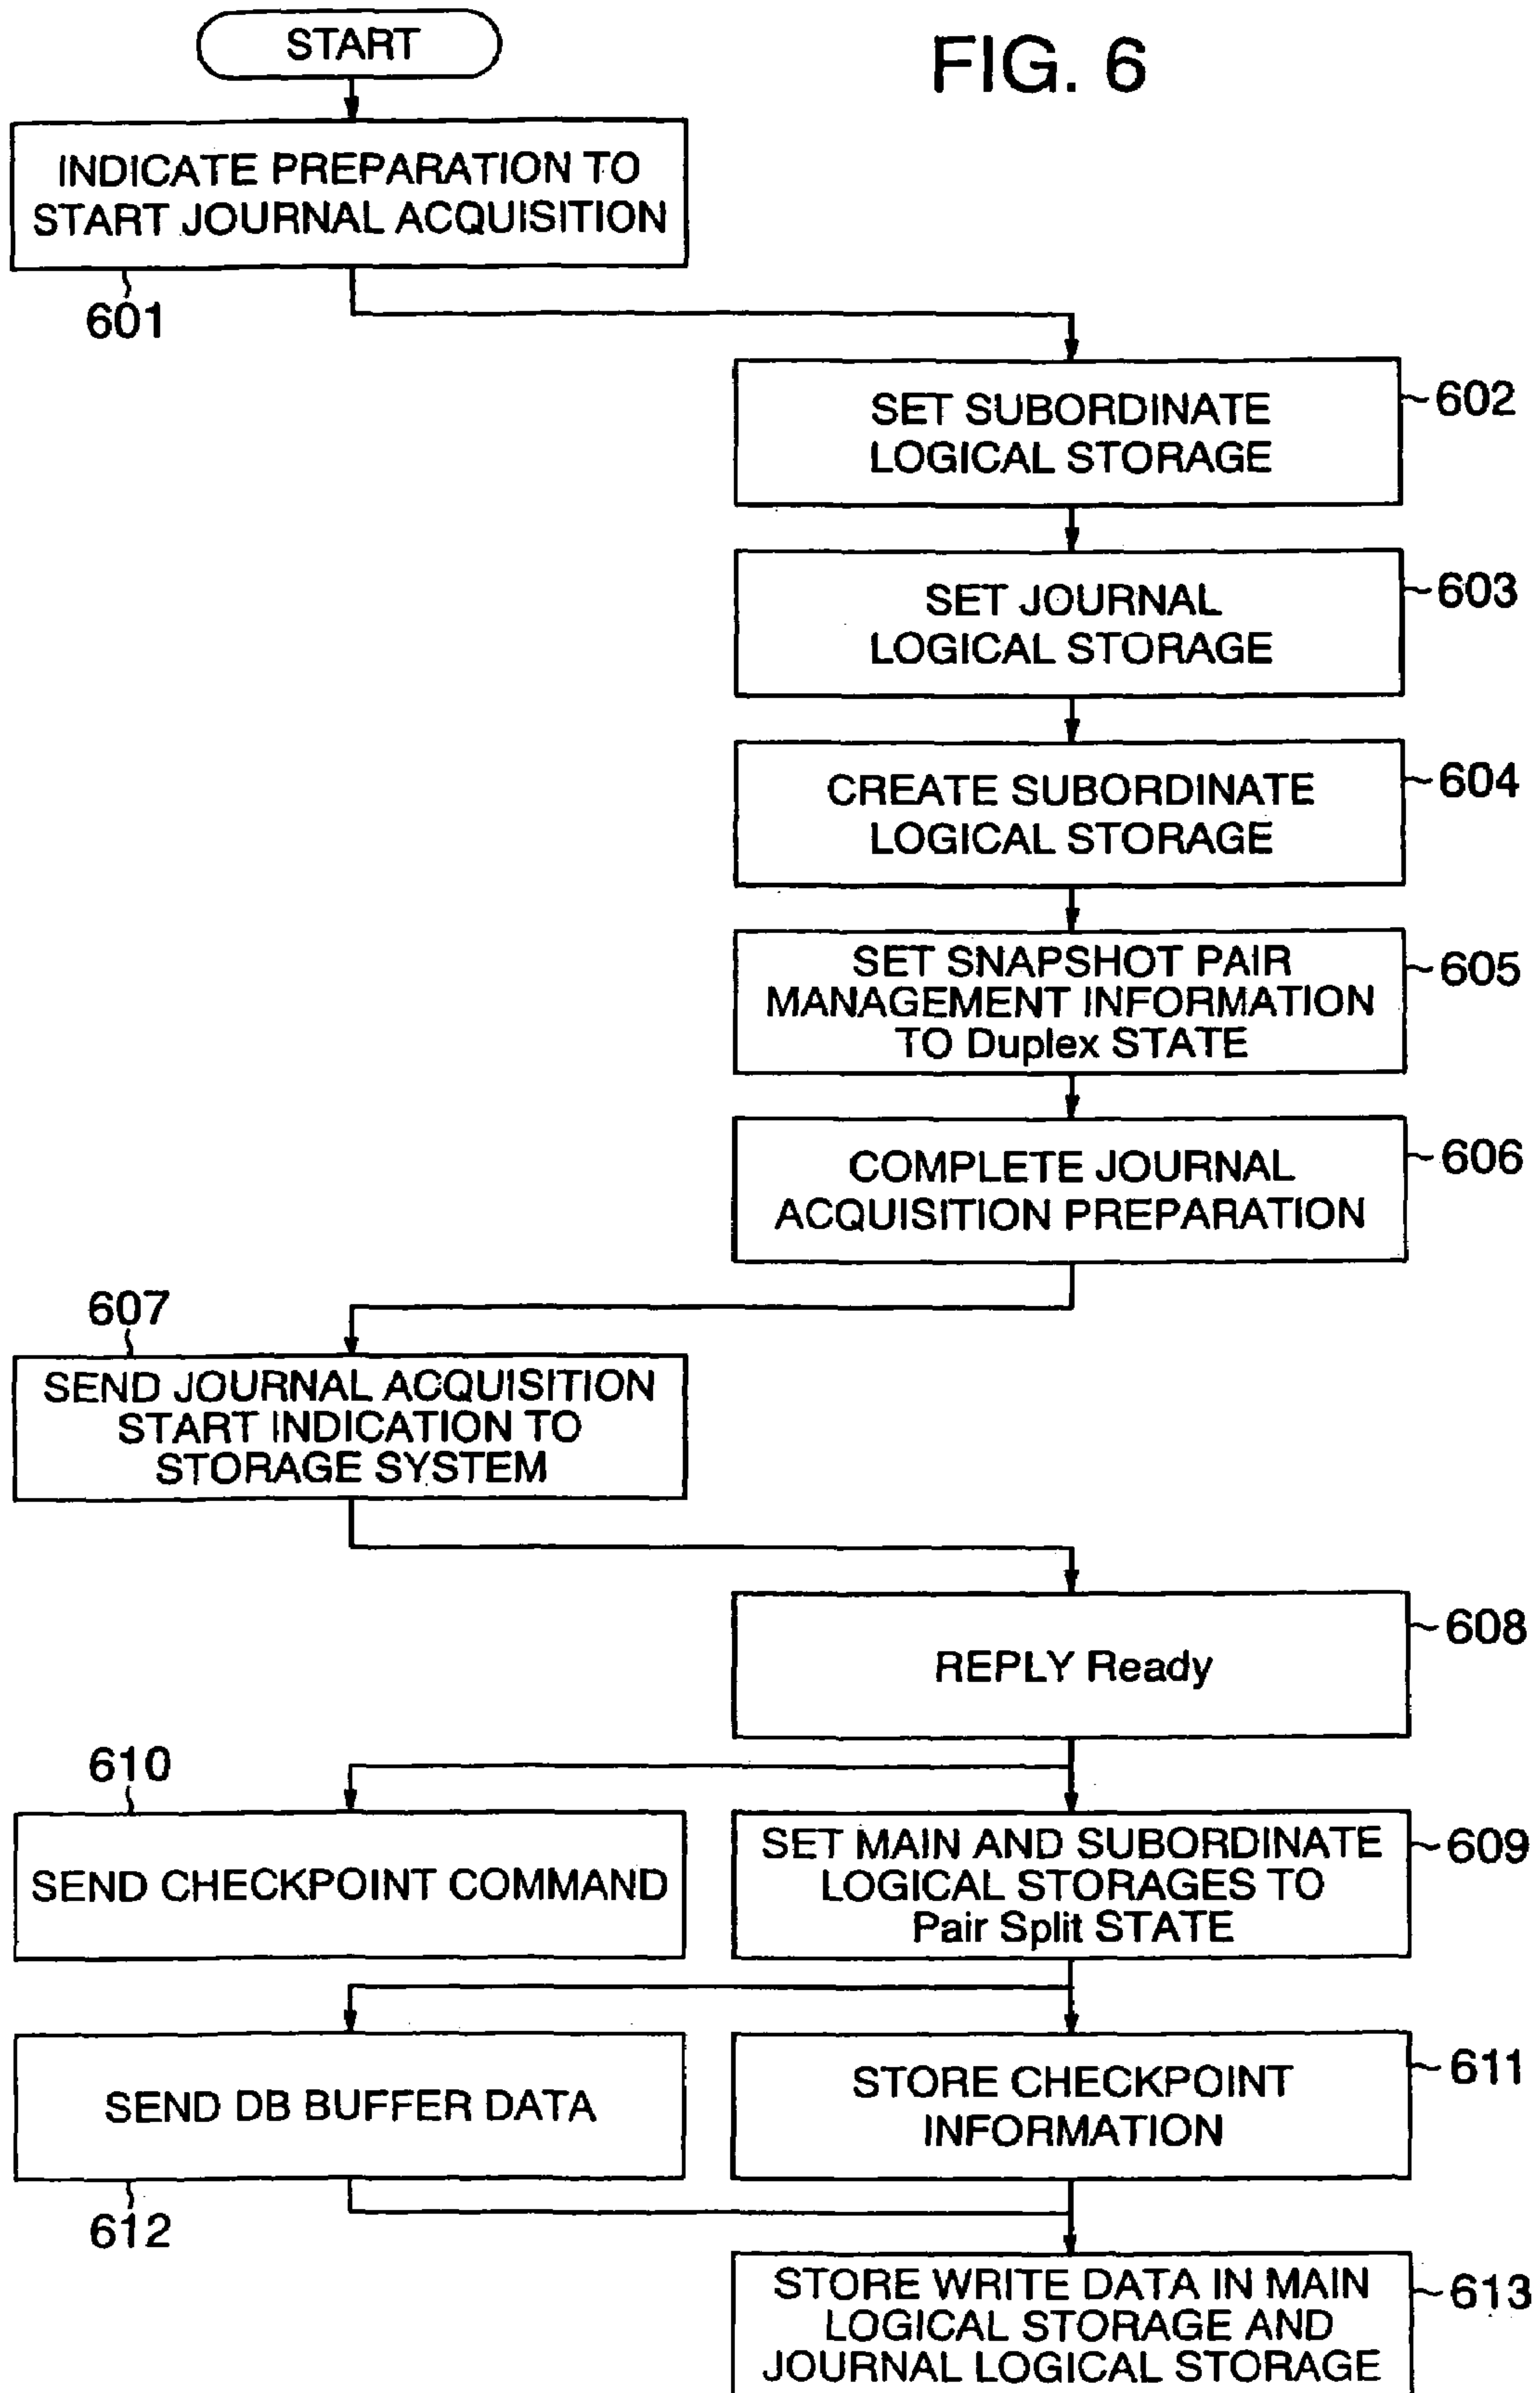 START
FIG. 6
INDICATE PREPARATION TO
START JOURNAL ACQUISITION
601
SET SUBORDINATE
LOGICAL STORAGE
602
SET JOURNAL
LOGICAL STORAGE
603
CREATE SUBORDINATE
LOGICAL STORAGE
604
SET SNAPSHOT PAIR
MANAGEMENT INFORMATION
TO Duplex STATE
605
COMPLETE JOURNAL
ACQUISITION PREPARATION
606
607
SEND JOURNAL ACQUISITION
START INDICATION TO
STORAGE SYSTEM
REPLY Ready
608
610
SEND CHECKPOINT COMMAND
SET MAIN AND SUBORDINATE
LOGICAL STORAGES TO
Pair Split STATE
609
SEND DB BUFFER DATA
612
STORE CHECKPOINT
INFORMATION
611
STORE WRITE DATA IN MAIN
LOGICAL STORAGE AND
JOURNAL LOGICAL STORAGE
613